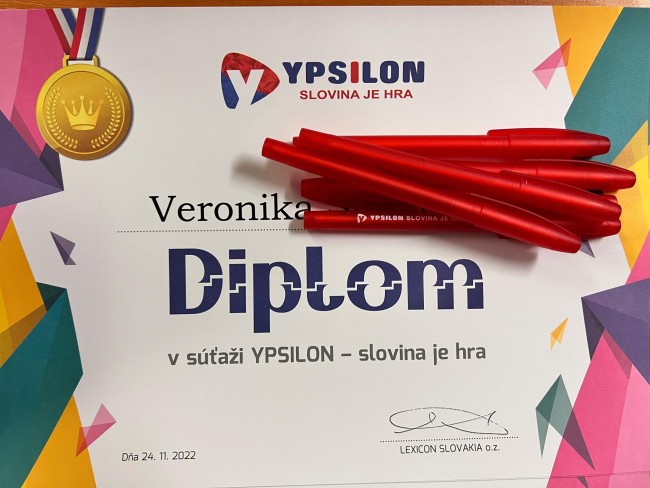 YPSILON
SLOVINA JE HRA
Veronika
YPSILON SLOVINA JE
Diplom
v súťaži YPSILON – slovina je hra
Dňa 24. 11. 2022
LEXICON SLOVAKIA o.z.